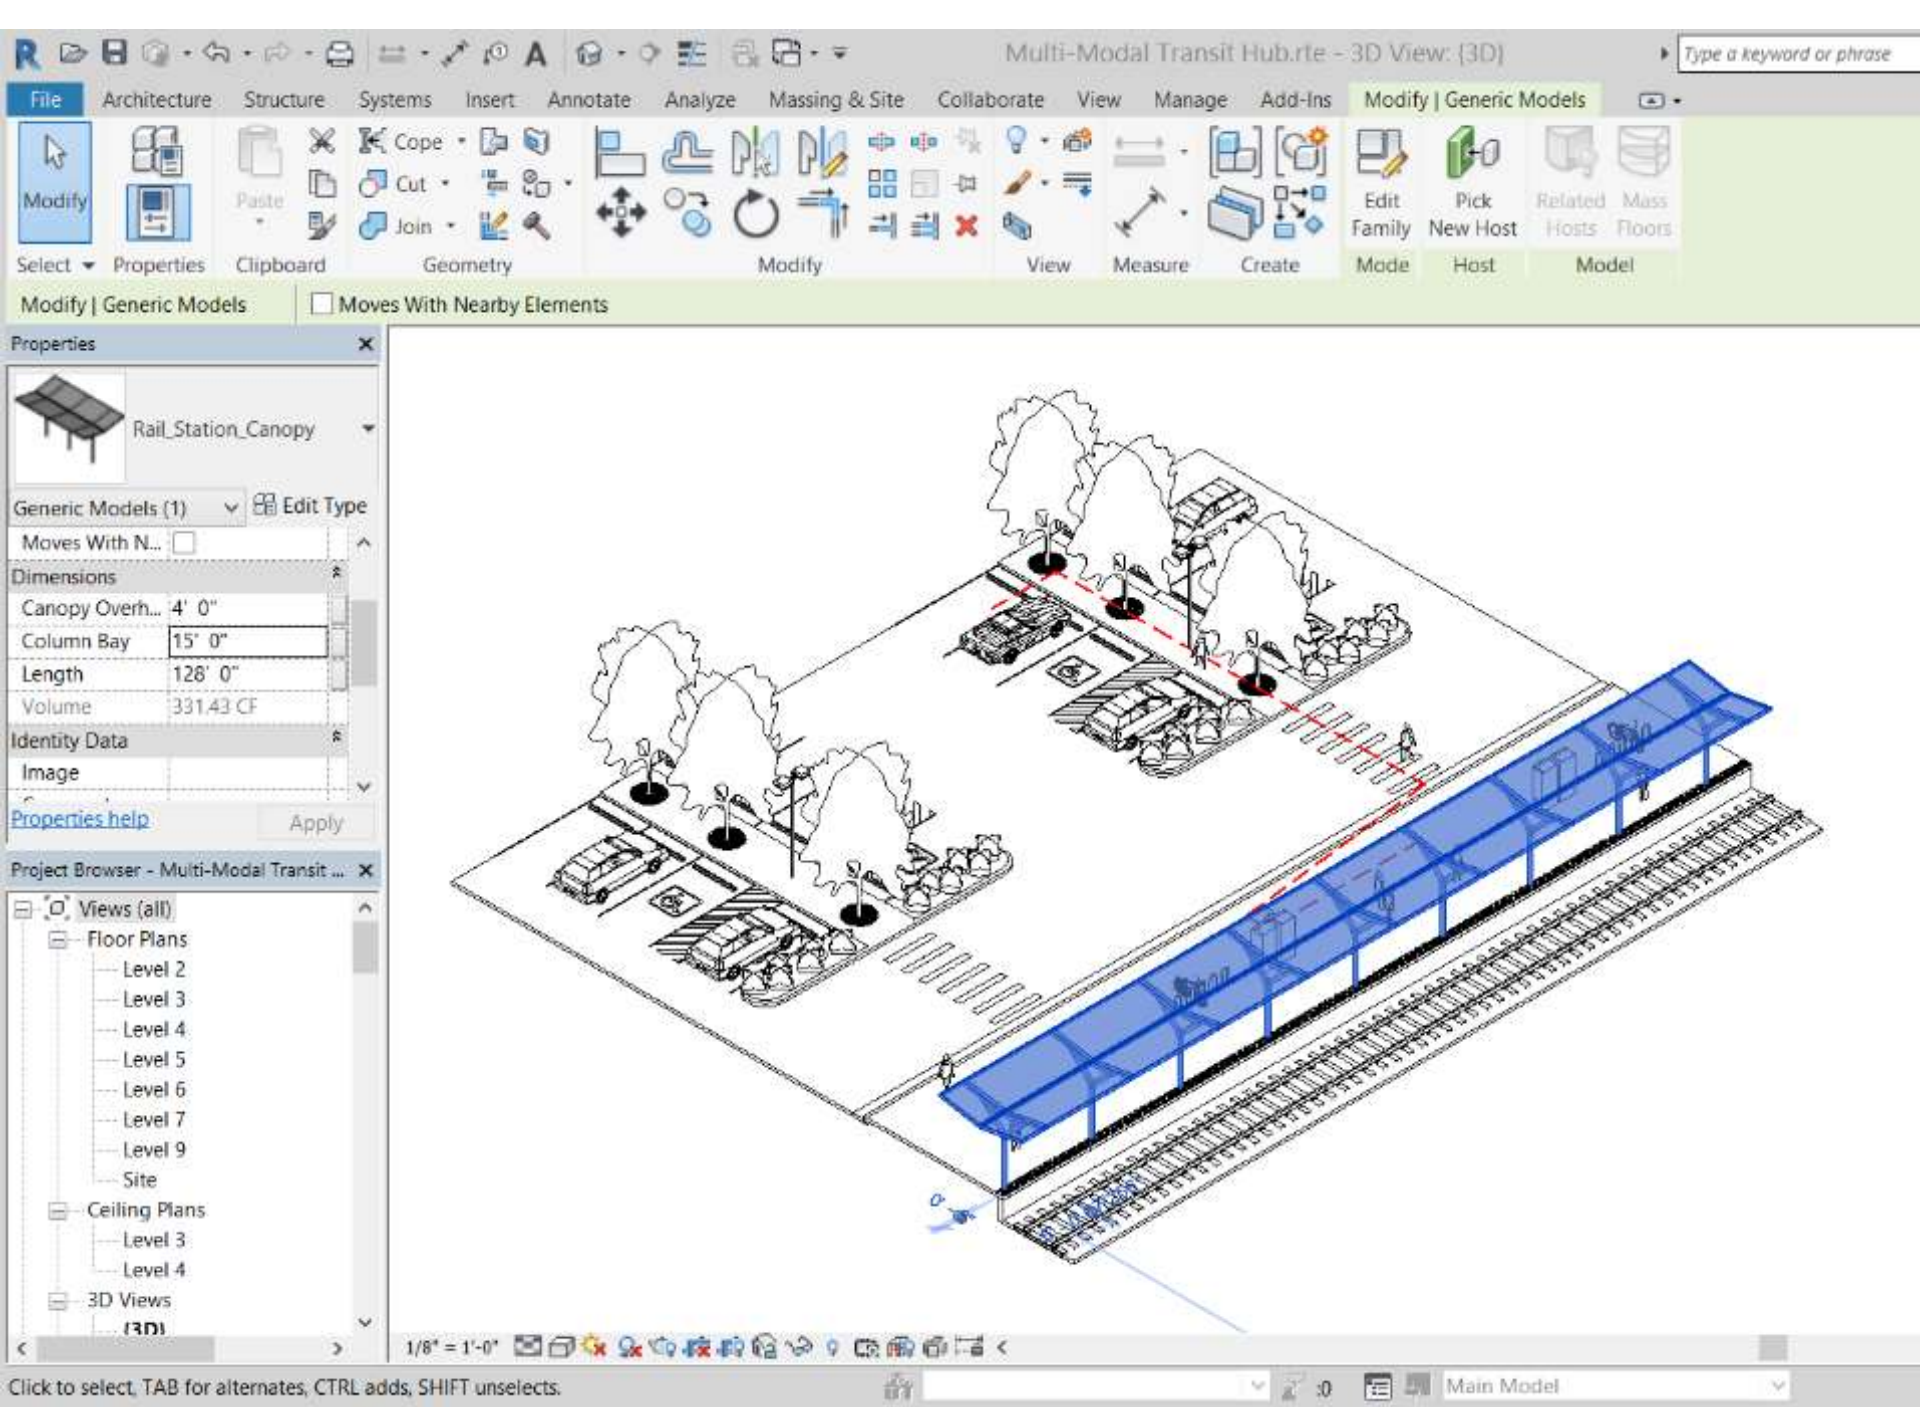 Multi-Modal Transit Hub.rte - 3D View: {3D}
Type a keyword or phrase
File Architecture Structure Systems Insert Annotate Analyze Massing & Site Collaborate View Manage Add-Ins Modify | Generic Models
Modify
Paste
Cope
Cut
Join
Edit Family
Pick New Host
Related Hosts
Mass Floors
Select Properties Clipboard Geometry Modify View Measure Create Mode Host Model
Modify | Generic Models
Moves With Nearby Elements
Properties
Rail_Station_Canopy
Generic Models (1)
Edit Type
Moves With N...
Dimensions
Canopy Overh... 4' 0"
Column Bay 15' 0"
Length 128' 0"
Volume 331.43 CF
Identity Data
Image
Properties help
Apply
Project Browser - Multi-Modal Transit ...
Views (all)
Floor Plans
Level 2
Level 3
Level 4
Level 5
Level 6
Level 7
Level 9
Site
Ceiling Plans
Level 3
Level 4
3D Views
{3D}
1/8" = 1'-0"
Click to select, TAB for alternates, CTRL adds, SHIFT unselects.
:0
Main Model